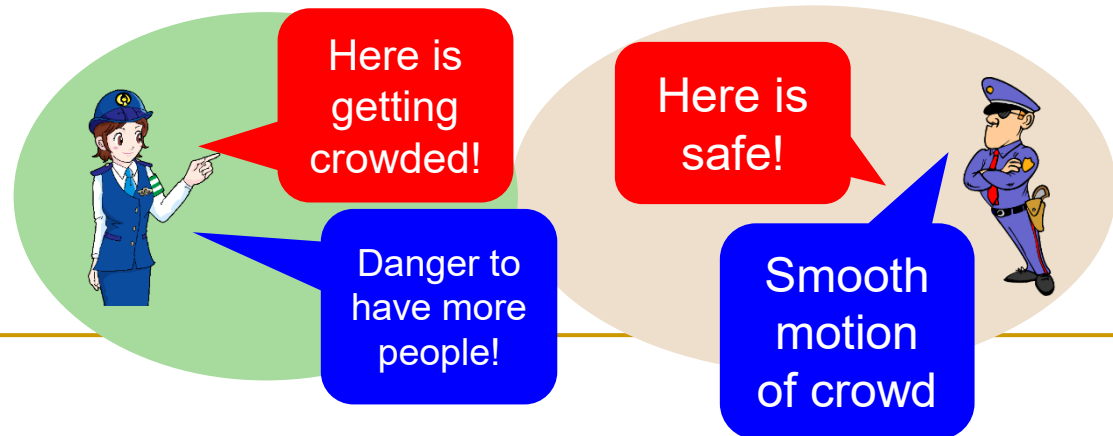 Here is
getting
crowded!
Danger to
have more
people!
Here is
safe!
Smooth
motion
of crowd